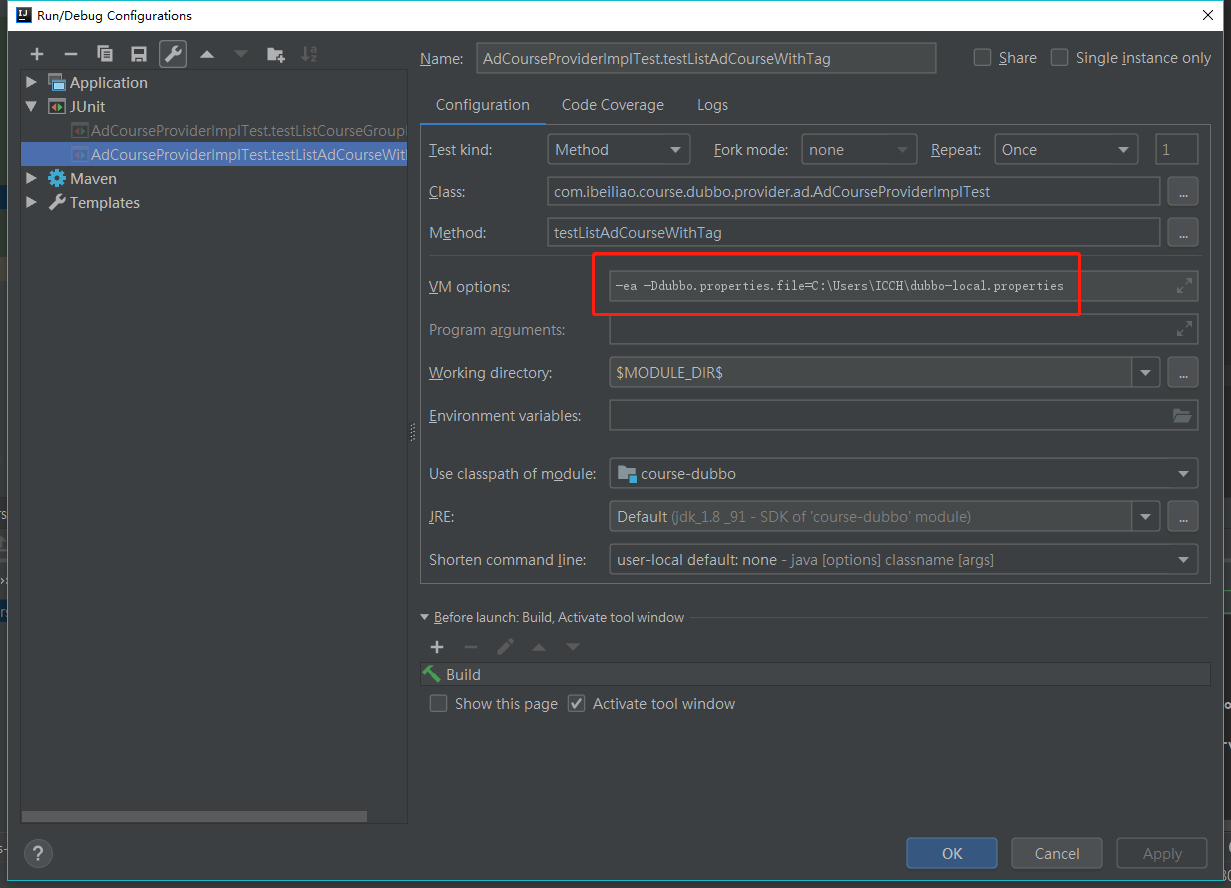 Run/Debug Configurations
Name: AdCourseProviderImplTest.testListAdCourseWithTag
Share
Single instance only
Application
JUnit
AdCourseProviderImplTest.testListCourseGroup
AdCourseProviderImplTest.testListAdCourseWit
Maven
Templates
Configuration Code Coverage Logs
Test kind: Method Fork mode: none Repeat: Once 1
Class: com.ibeiliao.course.dubbo.provider.ad.AdCourseProviderImplTest ...
Method: testListAdCourseWithTag ...
VM options: -ea -Ddubbo.properties.file=C:\Users\ICCH\dubbo-local.properties
Program arguments:
Working directory: $MODULE_DIR$ ...
Environment variables:
Use classpath of module: course-dubbo
JRE: Default (jdk_1.8 _91 - SDK of 'course-dubbo' module) ...
Shorten command line: user-local default: none - java [options] classname [args]
Before launch: Build, Activate tool window
Build
Show this page Activate tool window
?
OK Cancel Apply